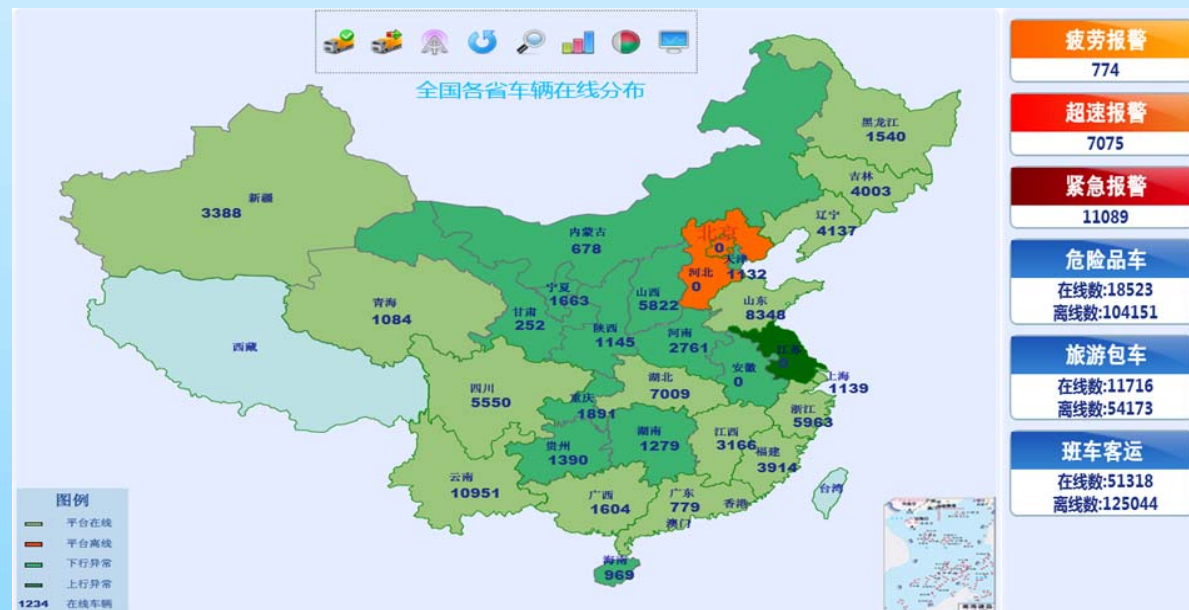 全国各省车辆在线分布
黑龙江
1540
吉林
4003
辽宁
4137
新疆
3388
内蒙古
678
北京
0
天津
1132
河北
0
宁夏
1663
山西
5822
山东
8348
青海
1084
甘肃
252
陕西
1145
河南
2761
江苏
西藏
安徽
0
上海
1139
四川
5550
湖北
7009
重庆
1891
浙江
5963
贵州
1390
湖南
1279
江西
3166
福建
3914
云南
10951
广西
1604
广东
779
香港
澳门
台湾
海南
969
图例
平台在线
平台离线
下行异常
上行异常
1234 在线车辆
疲劳报警
774
超速报警
7075
紧急报警
11089
危险品车
在线数:18523
离线数:104151
旅游包车
在线数:11716
离线数:54173
班车客运
在线数:51318
离线数:125044